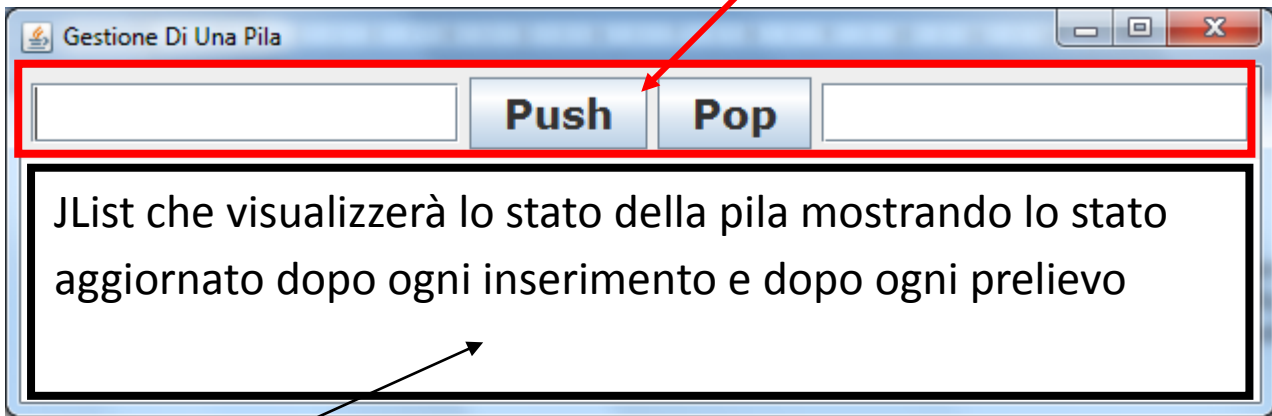 Gestione Di Una Pila
Push Pop
JList che visualizzerà lo stato della pila mostrando lo stato
aggiornato dopo ogni inserimento e dopo ogni prelievo